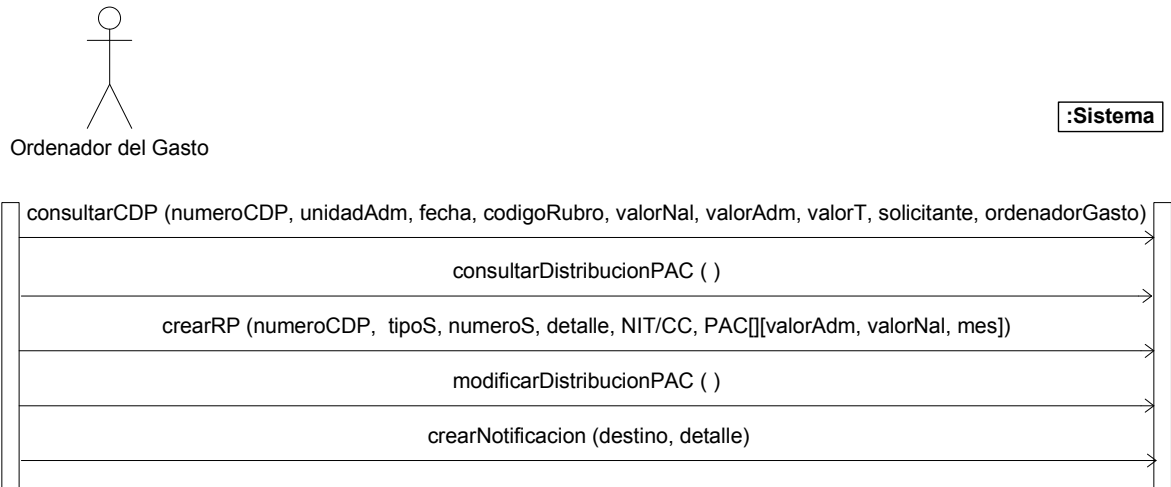 :Sistema
Ordenador del Gasto
consultarCDP (numeroCDP, unidadAdm, fecha, codigoRubro, valorNal, valorAdm, valorT, solicitante, ordenadorGasto)
consultarDistribucionPAC ( )
crearRP (numeroCDP, tipoS, numeroS, detalle, NIT/CC, PAC[][valorAdm, valorNal, mes])
modificarDistribucionPAC ( )
crearNotificacion (destino, detalle)